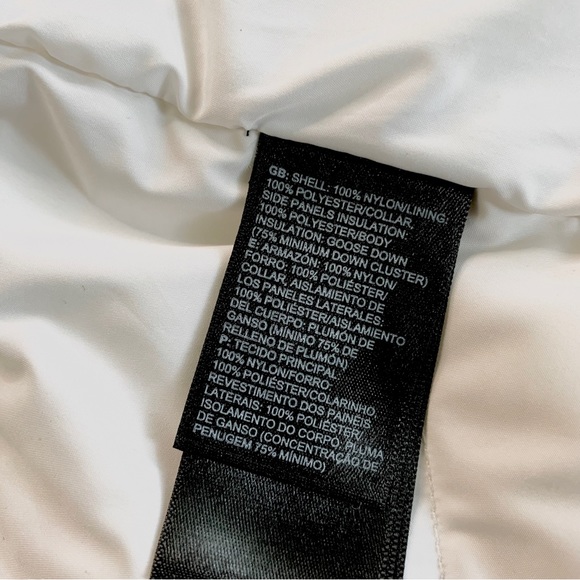 GB: SHELL: 100% NYLON/LINING:
100% POLYESTER/COLLAR,
SIDE PANELS INSULATION:
100% POLYESTER/BODY
INSULATION: GOOSE DOWN
(75% MINIMUM DOWN CLUSTER)
E: ARMAZÓN: 100% NYLON/
FORRO: 100% POLIÉSTER/
COLLAR, AISLAMIENTO DE
LOS PANELES LATERALES:
100% POLIÉSTER/AISLAMIENTO
DEL CUERPO: PLUMÓN DE
GANSO (MÍNIMO 75% DE
RELLENO DE PLUMÓN)
P: TECIDO PRINCIPAL:
100% NYLON/FORRO:
100% POLIÉSTER/COLARINHO
REVESTIMENTO DOS PAINÉIS
LATERAIS: 100% POLIÉSTER/
ISOLAMENTO DO CORPO: PLUMA
DE GANSO (CONCENTRAÇÃO DE
PENUGEM 75% MÍNIMO)